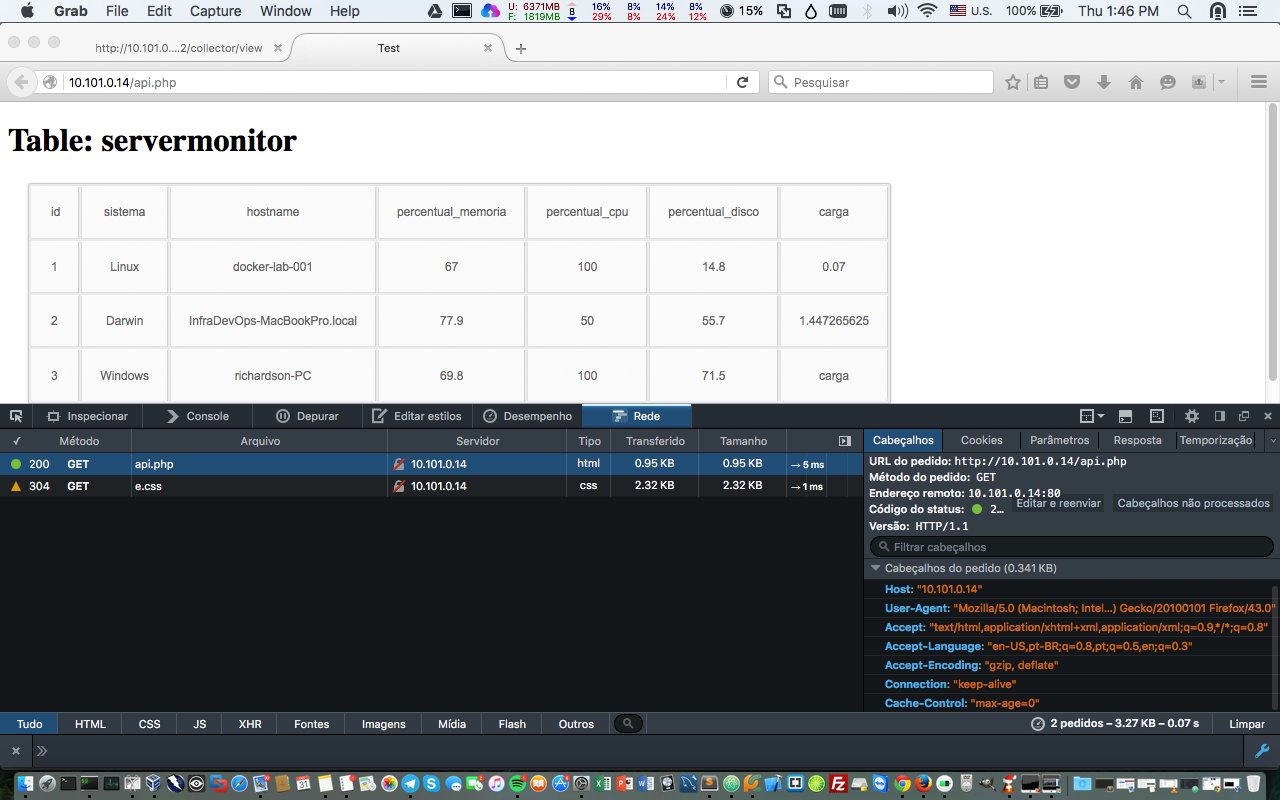 Grab File Edit Capture Window Help U: 6371MB F: 1819MB 8 16% 29% 8% 8% 14% 24% 8% 12% 15% U.S. 100% Thu 1:46 PM
http://10.101.0....2/collector/view Test
10.101.0.14/api.php Pesquisar
Table: servermonitor
id sistema hostname percentual_memoria percentual_cpu percentual_disco carga
1 Linux docker-lab-001 67 100 14.8 0.07
2 Darwin InfraDevOps-MacBookPro.local 77.9 50 55.7 1.447265625
3 Windows richardson-PC 69.8 100 71.5 carga
Inspecionar Console Depurar Editar estilos Desempenho Rede
✓ Método Arquivo Servidor Tipo Transferido Tamanho
200 GET api.php 10.101.0.14 html 0.95 KB 0.95 KB → 5 ms
304 GET e.css 10.101.0.14 css 2.32 KB 2.32 KB → 1 ms
Cabeçalhos Cookies Parâmetros Resposta Temporização
URL do pedido: http://10.101.0.14/api.php
Método do pedido: GET
Endereço remoto: 10.101.0.14:80
Código do status: 2… Editar e reenviar Cabeçalhos não processados
Versão: HTTP/1.1
Filtrar cabeçalhos
Cabeçalhos do pedido (0.341 KB)
Host: "10.101.0.14"
User-Agent: "Mozilla/5.0 (Macintosh; Intel...) Gecko/20100101 Firefox/43.0"
Accept: "text/html,application/xhtml+xml,application/xml;q=0.9,*/*;q=0.8"
Accept-Language: "en-US,pt-BR;q=0.8,pt;q=0.5,en;q=0.3"
Accept-Encoding: "gzip, deflate"
Connection: "keep-alive"
Cache-Control: "max-age=0"
Tudo HTML CSS JS XHR Fontes Imagens Mídia Flash Outros 2 pedidos – 3.27 KB – 0.07 s Limpar